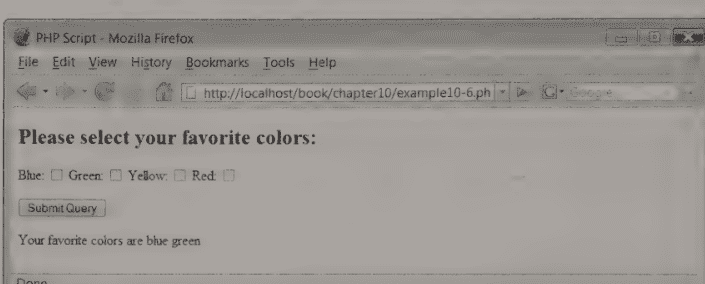 PHP Script - Mozilla Firefox
File Edit View History Bookmarks Tools Help
http://localhost/book/chapter10/example10-6.ph G Google
Please select your favorite colors:
Blue: Green: Yellow: Red:
Submit Query
Your favorite colors are blue green
Done